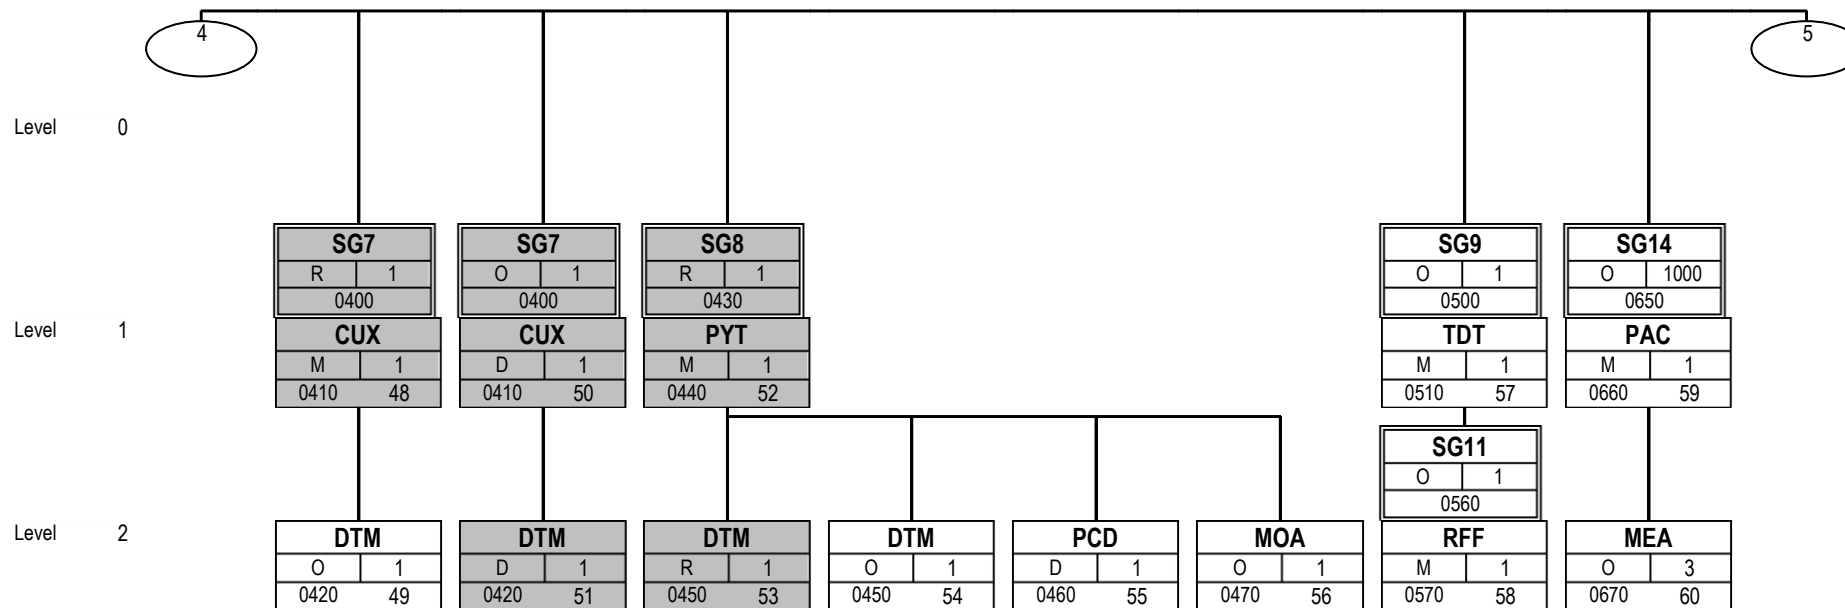 4 5
Level 0
SG7 SG7 SG8 SG9 SG14
R 1 O 1 R 1 O 1 O 1000
0400 0400 0430 0500 0650
Level 1
CUX CUX PYT TDT PAC
M 1 D 1 M 1 M 1 M 1
0410 48 0410 50 0440 52 0510 57 0660 59
SG11
O 1
0560
Level 2
DTM DTM DTM DTM PCD MOA RFF MEA
O 1 D 1 R 1 O 1 D 1 O 1 M 1 O 3
0420 49 0420 51 0450 53 0450 54 0460 55 0470 56 0570 58 0670 60